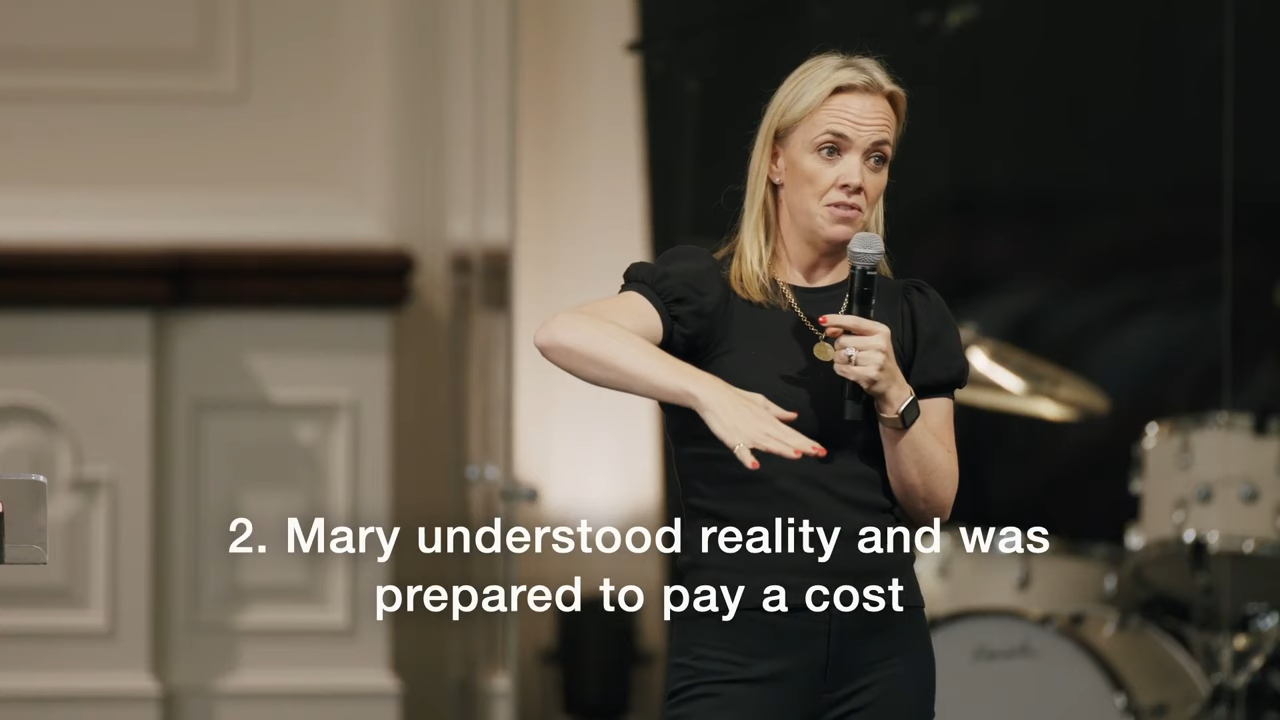 2. Mary understood reality and was
prepared to pay a cost